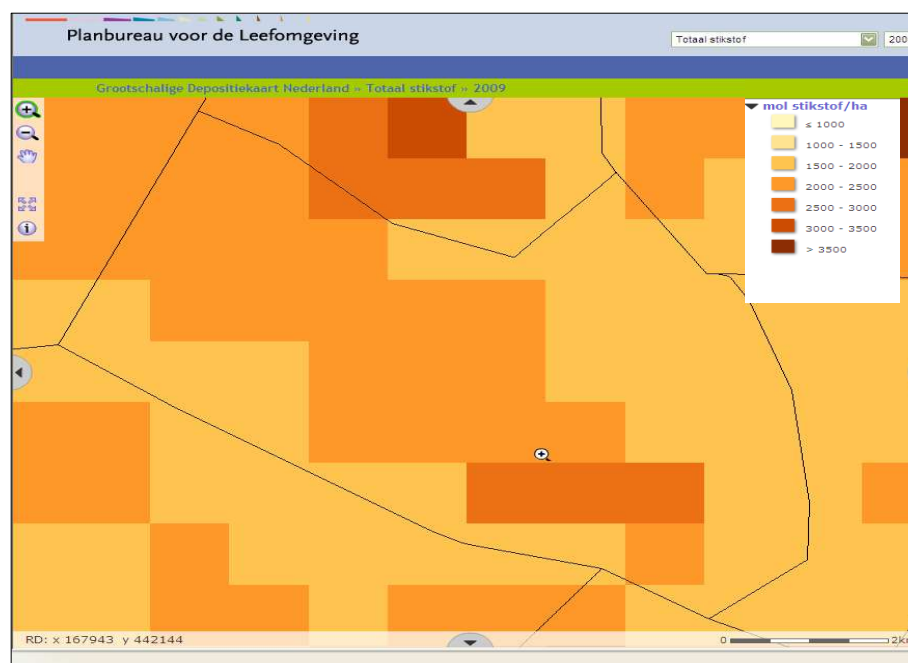 Planbureau voor de Leefomgeving
Totaal stikstof
200
Grootschalige Depositiekaart Nederland » Totaal stikstof » 2009
mol stikstof/ha
≤ 1000
1000 - 1500
1500 - 2000
2000 - 2500
2500 - 3000
3000 - 3500
> 3500
RD: x 167943 y 442144
0
2km